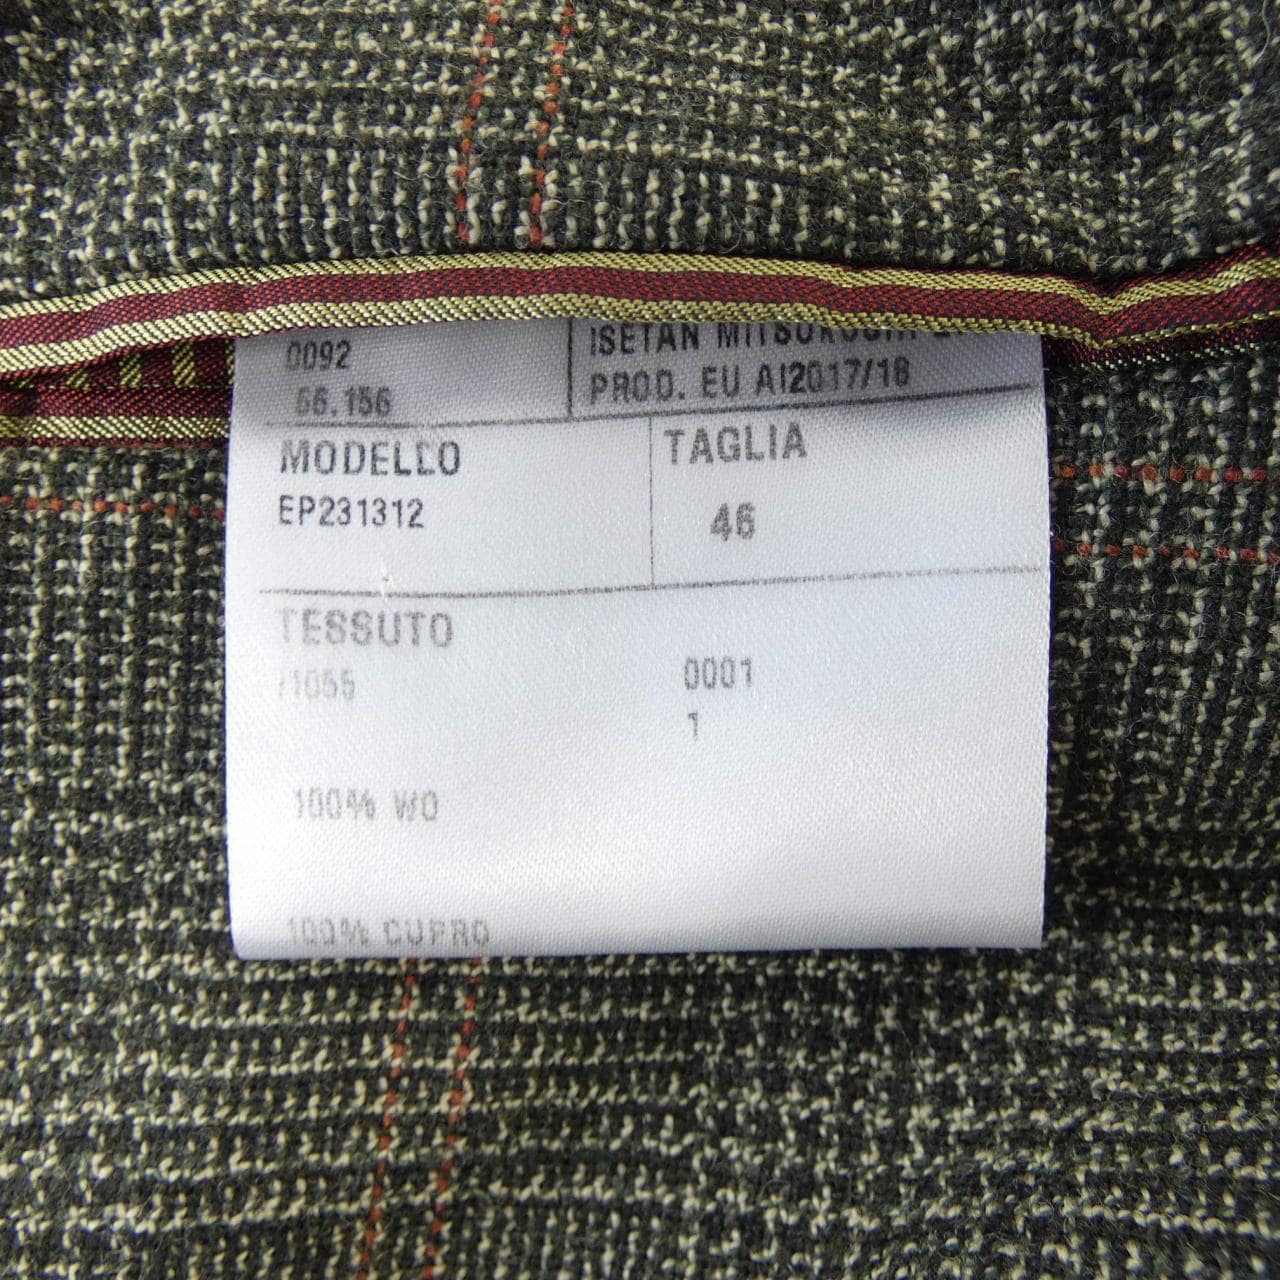 0092
66.156
ISETAN MITSUKOSHI
PROD. EU AI2017/18
MODELLO
EP231312
TAGLIA
46
TESSUTO
/1055
0001
1
100% WO
100% CUPRO